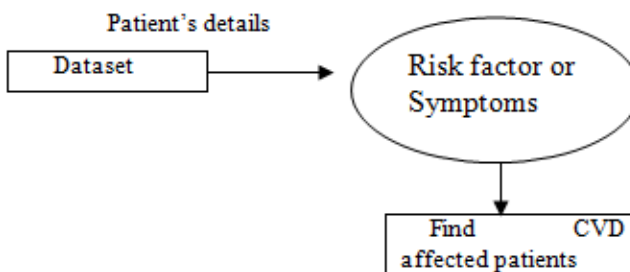 Patient's details
Dataset
Risk factor or
Symptoms
Find CVD
affected patients